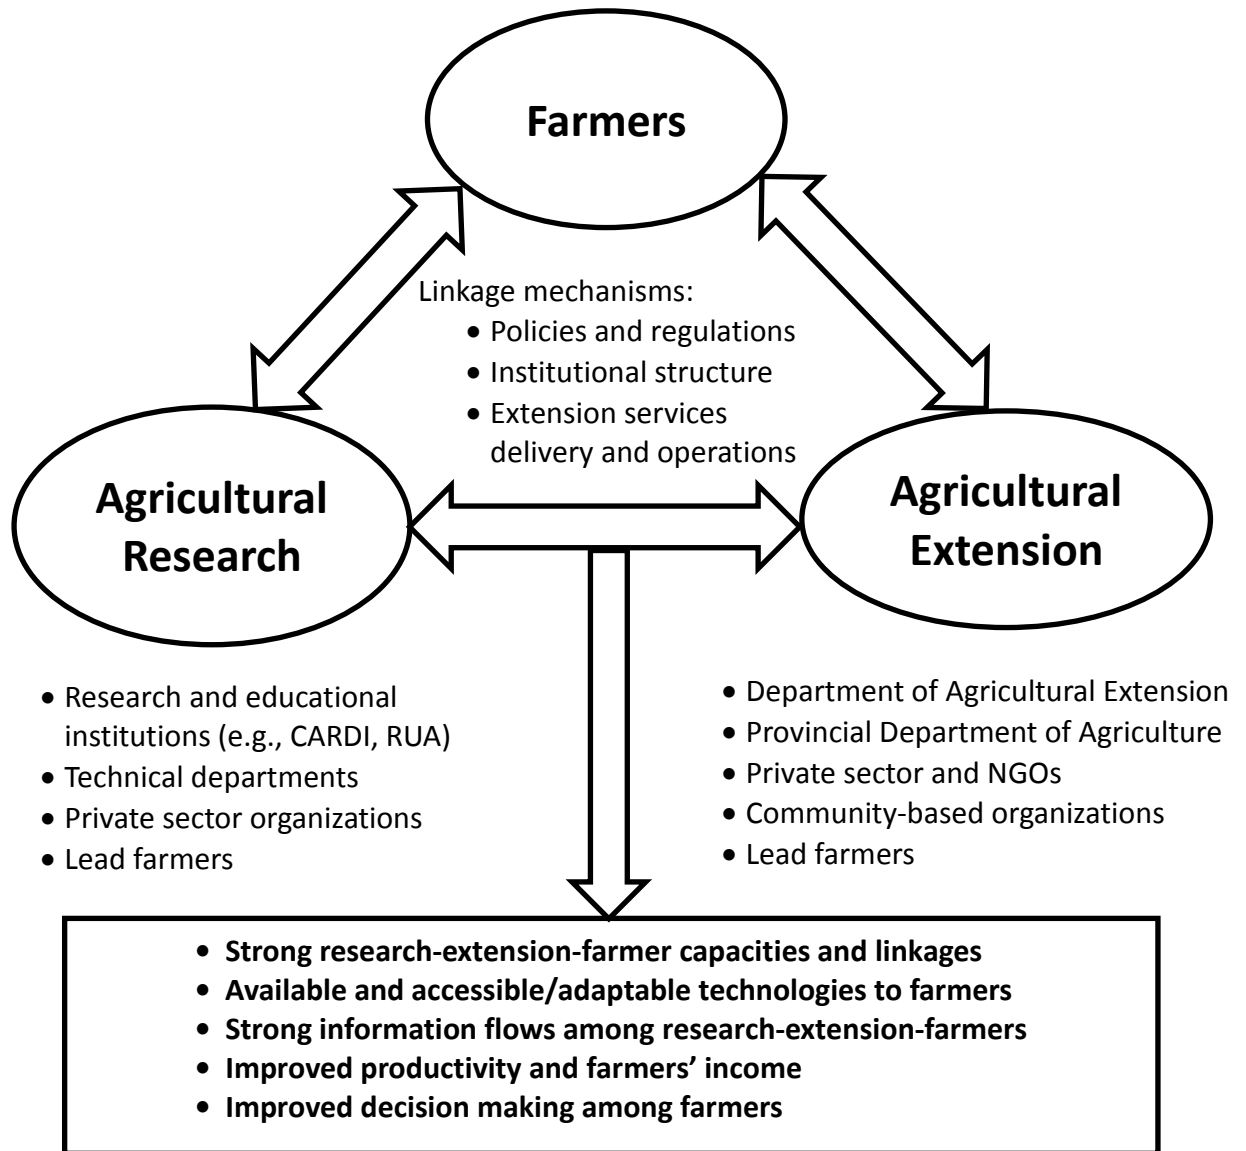 Farmers
Linkage mechanisms:
• Policies and regulations
• Institutional structure
• Extension services
delivery and operations
Agricultural
Research
Agricultural
Extension
• Research and educational
institutions (e.g., CARDI, RUA)
• Technical departments
• Private sector organizations
• Lead farmers
• Department of Agricultural Extension
• Provincial Department of Agriculture
• Private sector and NGOs
• Community-based organizations
• Lead farmers
• Strong research-extension-farmer capacities and linkages
• Available and accessible/adaptable technologies to farmers
• Strong information flows among research-extension-farmers
• Improved productivity and farmers’ income
• Improved decision making among farmers